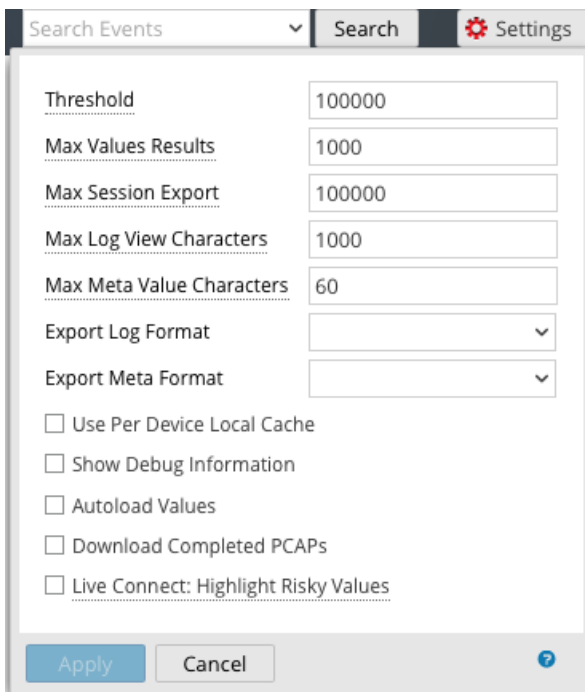 Search Events Search Settings
Threshold 100000
Max Values Results 1000
Max Session Export 100000
Max Log View Characters 1000
Max Meta Value Characters 60
Export Log Format
Export Meta Format
Use Per Device Local Cache
Show Debug Information
Autoload Values
Download Completed PCAPs
Live Connect: Highlight Risky Values
Apply Cancel ?